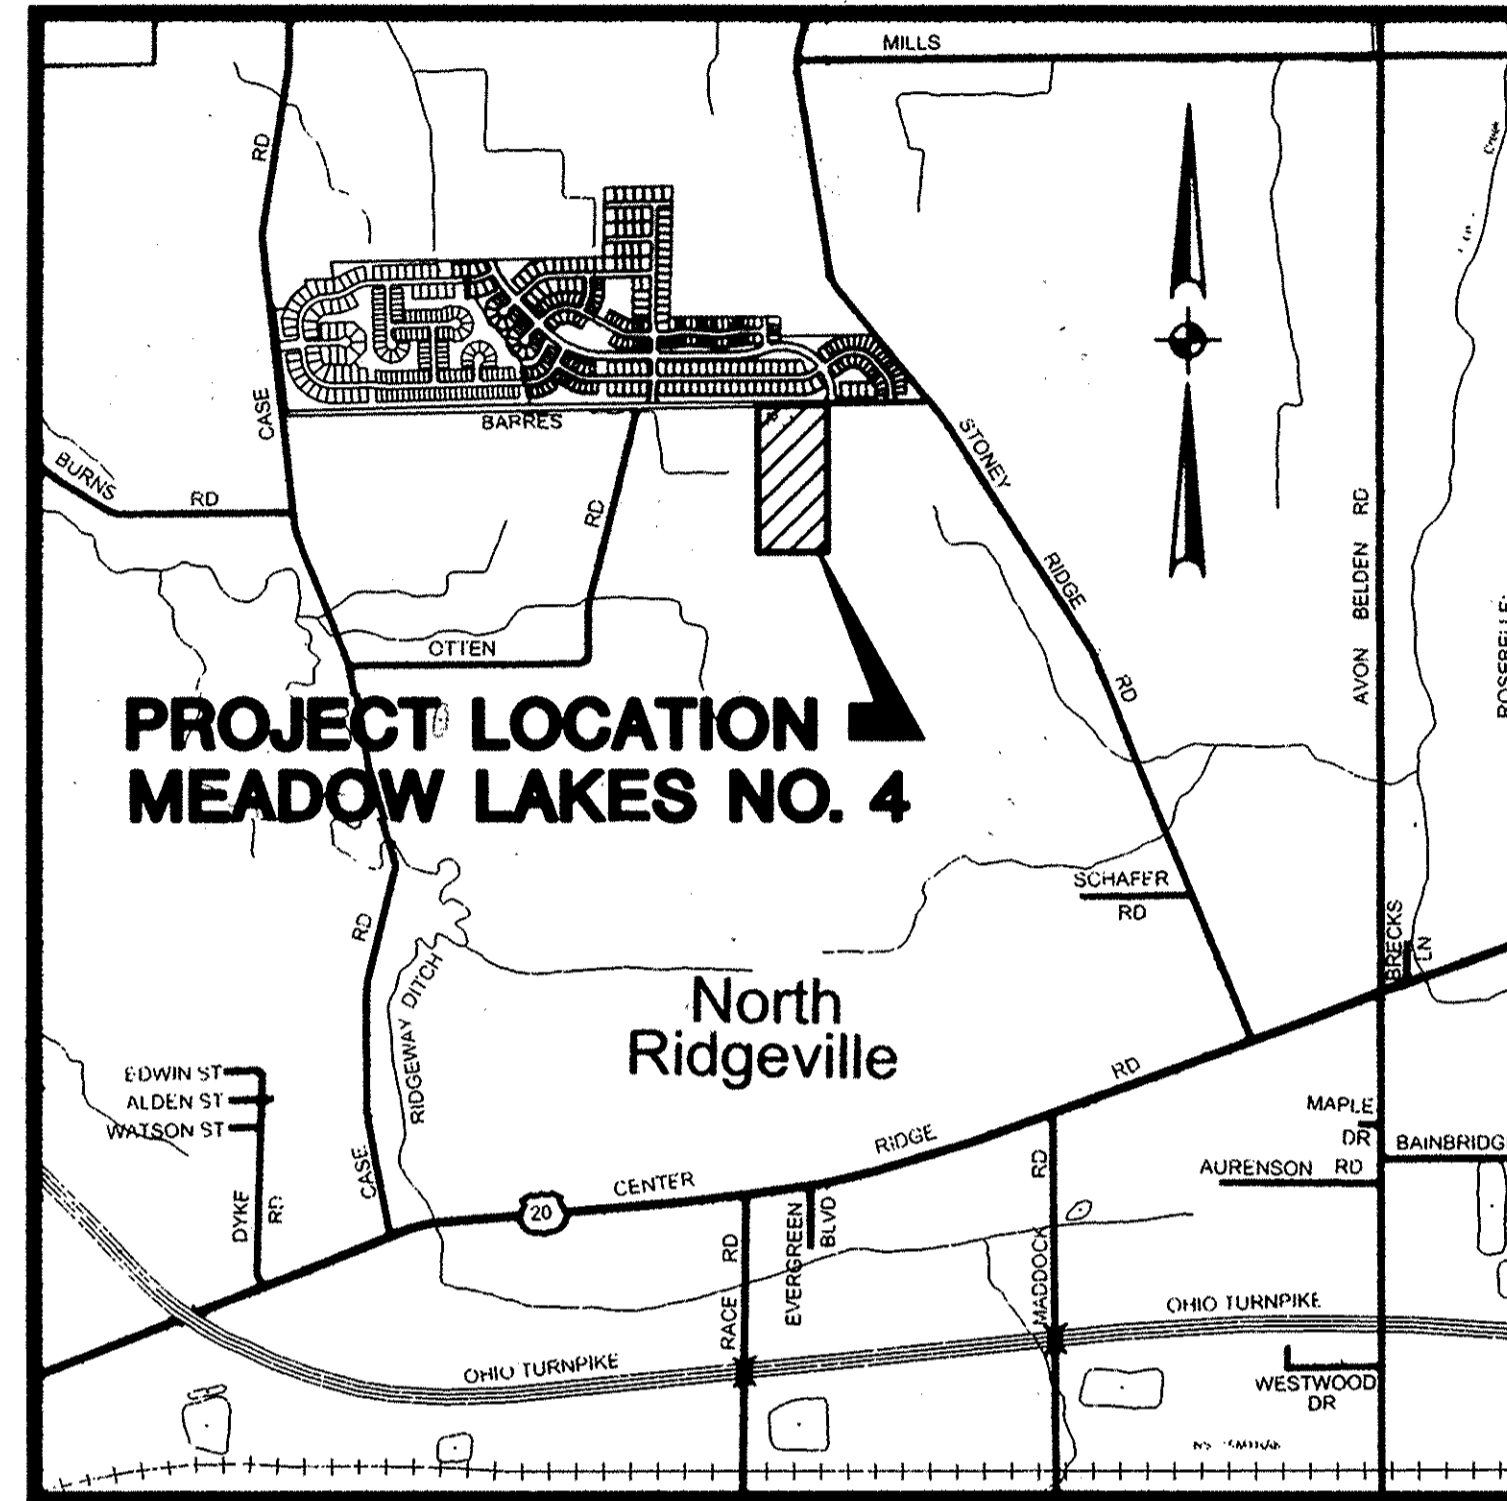 MILLS
RD
CASE
BARRES
BURNS
RD
RD
STONEY
RIDGE
RD
AVON BELDEN RD
OTTEN
PROJECT LOCATION
MEADOW LAKES NO. 4
SCHAFER
RD
BRECKS
LN
RD
RIDGEWAY DITCH
North
Ridgeville
EDWIN ST
ALDEN ST
WATSON ST
CASE
DYKE
RD
20
CENTER
RIDGE
RD
MAPLE
DR
BAINBRIDG
AURENSON RD
RACE RD
EVERGREEN
BLVD
MADDOCK
RD
OHIO TURNPIKE
OHIO TURNPIKE
WESTWOOD
DR